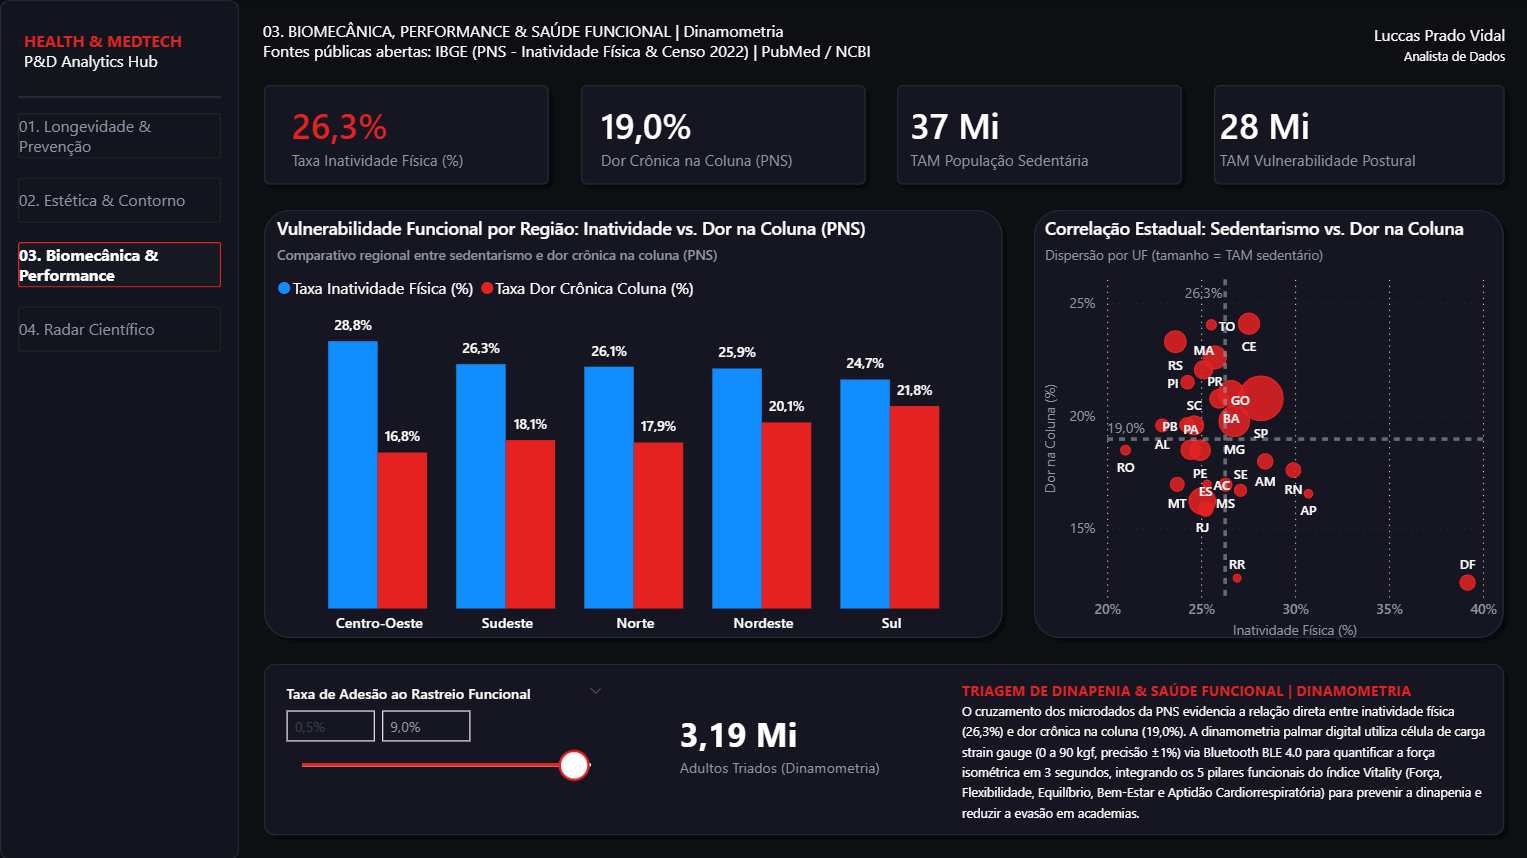 HEALTH & MEDTECH
P&D Analytics Hub
01. Longevidade &
Prevenção
02. Estética & Contorno
03. Biomecânica &
Performance
04. Radar Científico
03. BIOMECÂNICA, PERFORMANCE & SAÚDE FUNCIONAL | Dinamometria
Fontes públicas abertas: IBGE (PNS - Inatividade Física & Censo 2022) | PubMed / NCBI
Luccas Prado Vidal
Analista de Dados
26,3%
Taxa Inatividade Física (%)
19,0%
Dor Crônica na Coluna (PNS)
37 Mi
TAM População Sedentária
28 Mi
TAM Vulnerabilidade Postural
Vulnerabilidade Funcional por Região: Inatividade vs. Dor na Coluna (PNS)
Comparativo regional entre sedentarismo e dor crônica na coluna (PNS)
Taxa Inatividade Física (%) Taxa Dor Crônica Coluna (%)
28,8%
16,8%
26,3%
18,1%
26,1%
17,9%
25,9%
20,1%
24,7%
21,8%
Centro-Oeste Sudeste Norte Nordeste Sul
Correlação Estadual: Sedentarismo vs. Dor na Coluna
Dispersão por UF (tamanho = TAM sedentário)
Dor na Coluna (%)
25%
20%
15%
26,3%
19,0%
TO
CE
MA
RS
PI
PR
GO
SC
BA
SP
PB
PA
AL
MG
RO
PE
SE
AM
RN
AC
ES
MT
MS
AP
RJ
RR
DF
20% 25% 30% 35% 40%
Inatividade Física (%)
Taxa de Adesão ao Rastreio Funcional
0,5%
9,0%
3,19 Mi
Adultos Triados (Dinamometria)
TRIAGEM DE DINAPENIA & SAÚDE FUNCIONAL | DINAMOMETRIA
O cruzamento dos microdados da PNS evidencia a relação direta entre inatividade física
(26,3%) e dor crônica na coluna (19,0%). A dinamometria palmar digital utiliza célula de carga
strain gauge (0 a 90 kgf, precisão ±1%) via Bluetooth BLE 4.0 para quantificar a força
isométrica em 3 segundos, integrando os 5 pilares funcionais do índice Vitality (Força,
Flexibilidade, Equilíbrio, Bem-Estar e Aptidão Cardiorrespiratória) para prevenir a dinapenia e
reduzir a evasão em academias.